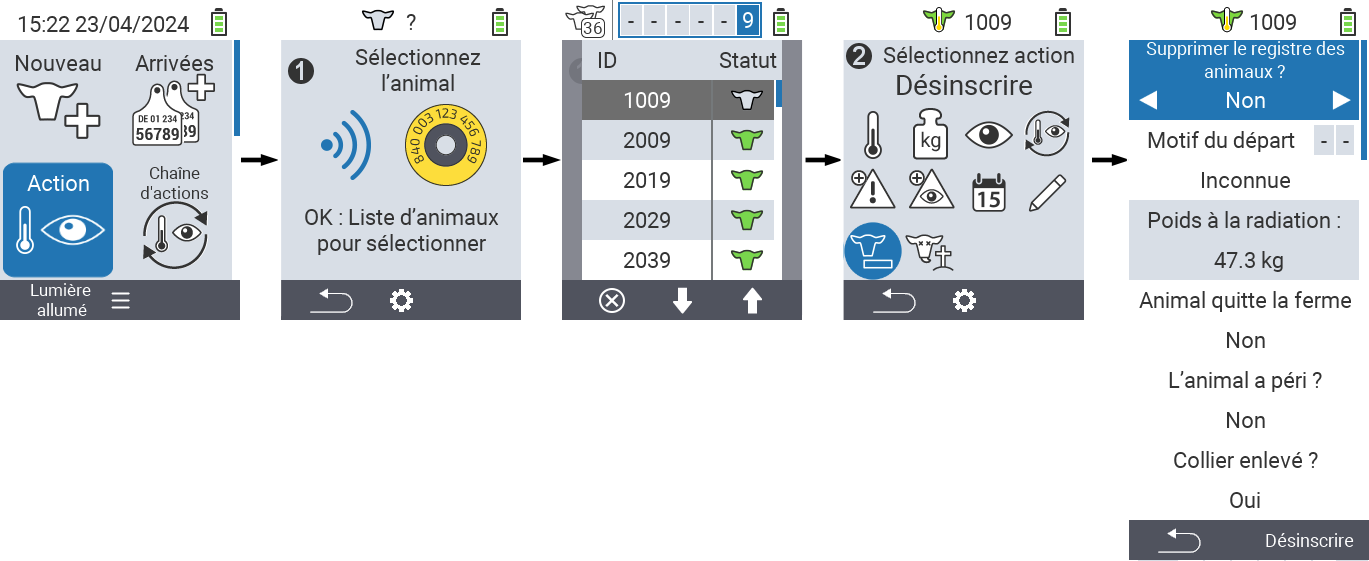 15:22 23/04/2024
Nouveau
Arrivées
DE 01 234
56789
234
39
Action
Chaîne
d'actions
Lumière
allumé
?
1
Sélectionnez
l'animal
840 003 123 456 789
OK : Liste d'animaux
pour sélectionner
36
- - - - - 9
ID Statut
1009
2009
2019
2029
2039
1009
2 Sélectionnez action
Désinscrire
kg
15
1009
Supprimer le registre des
animaux ?
Non
Motif du départ - -
Inconnue
Poids à la radiation :
47.3 kg
Animal quitte la ferme
Non
L'animal a péri ?
Non
Collier enlevé ?
Oui
Désinscrire